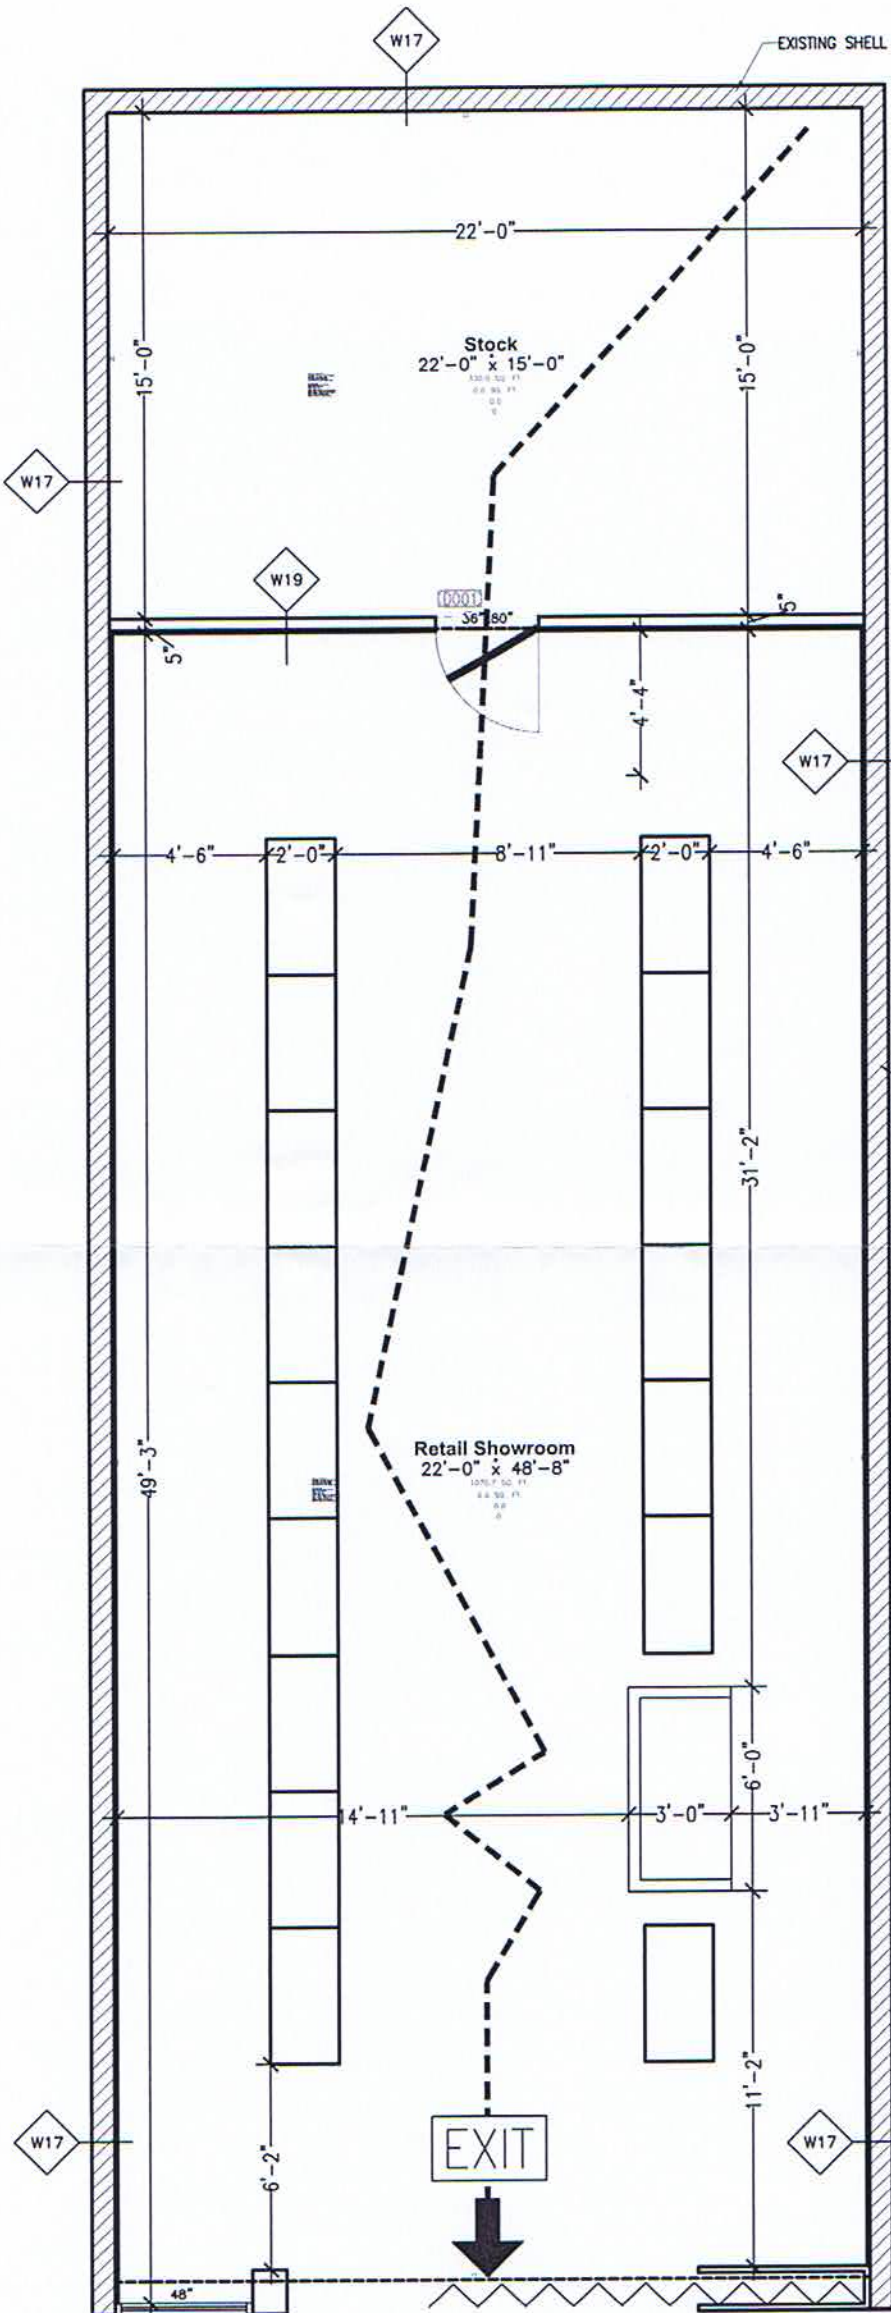 W17
EXISTING SHELL
22'-0"
15'-0"
Stock
22'-0" x 15'-0"
15'-0"
W17
W19
D001
36" 80"
5"
5"
4'-4"
W17
4'-6"
2'-0"
8'-11"
2'-0"
4'-6"
31'-2"
49'-3"
Retail Showroom
22'-0" x 48'-8"
14'-11"
3'-0"
6'-0"
3'-11"
11'-2"
W17
EXIT
6'-2"
W17
48"